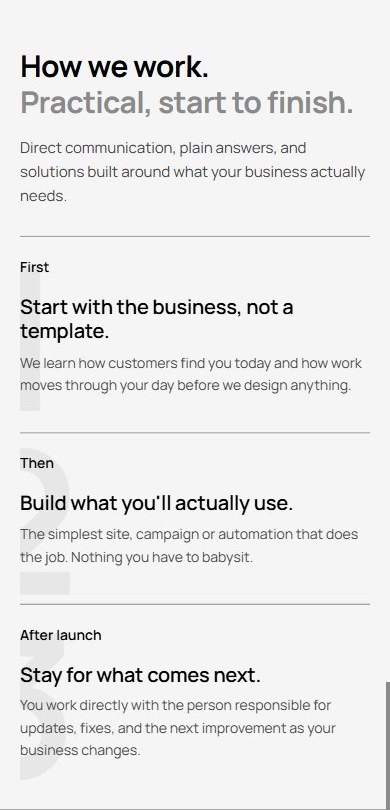 How we work.
Practical, start to finish.
Direct communication, plain answers, and
solutions built around what your business actually
needs.
First
1
Start with the business, not a
template.
We learn how customers find you today and how work
moves through your day before we design anything.
Then
2
Build what you'll actually use.
The simplest site, campaign or automation that does
the job. Nothing you have to babysit.
After launch
3
Stay for what comes next.
You work directly with the person responsible for
updates, fixes, and the next improvement as your
business changes.